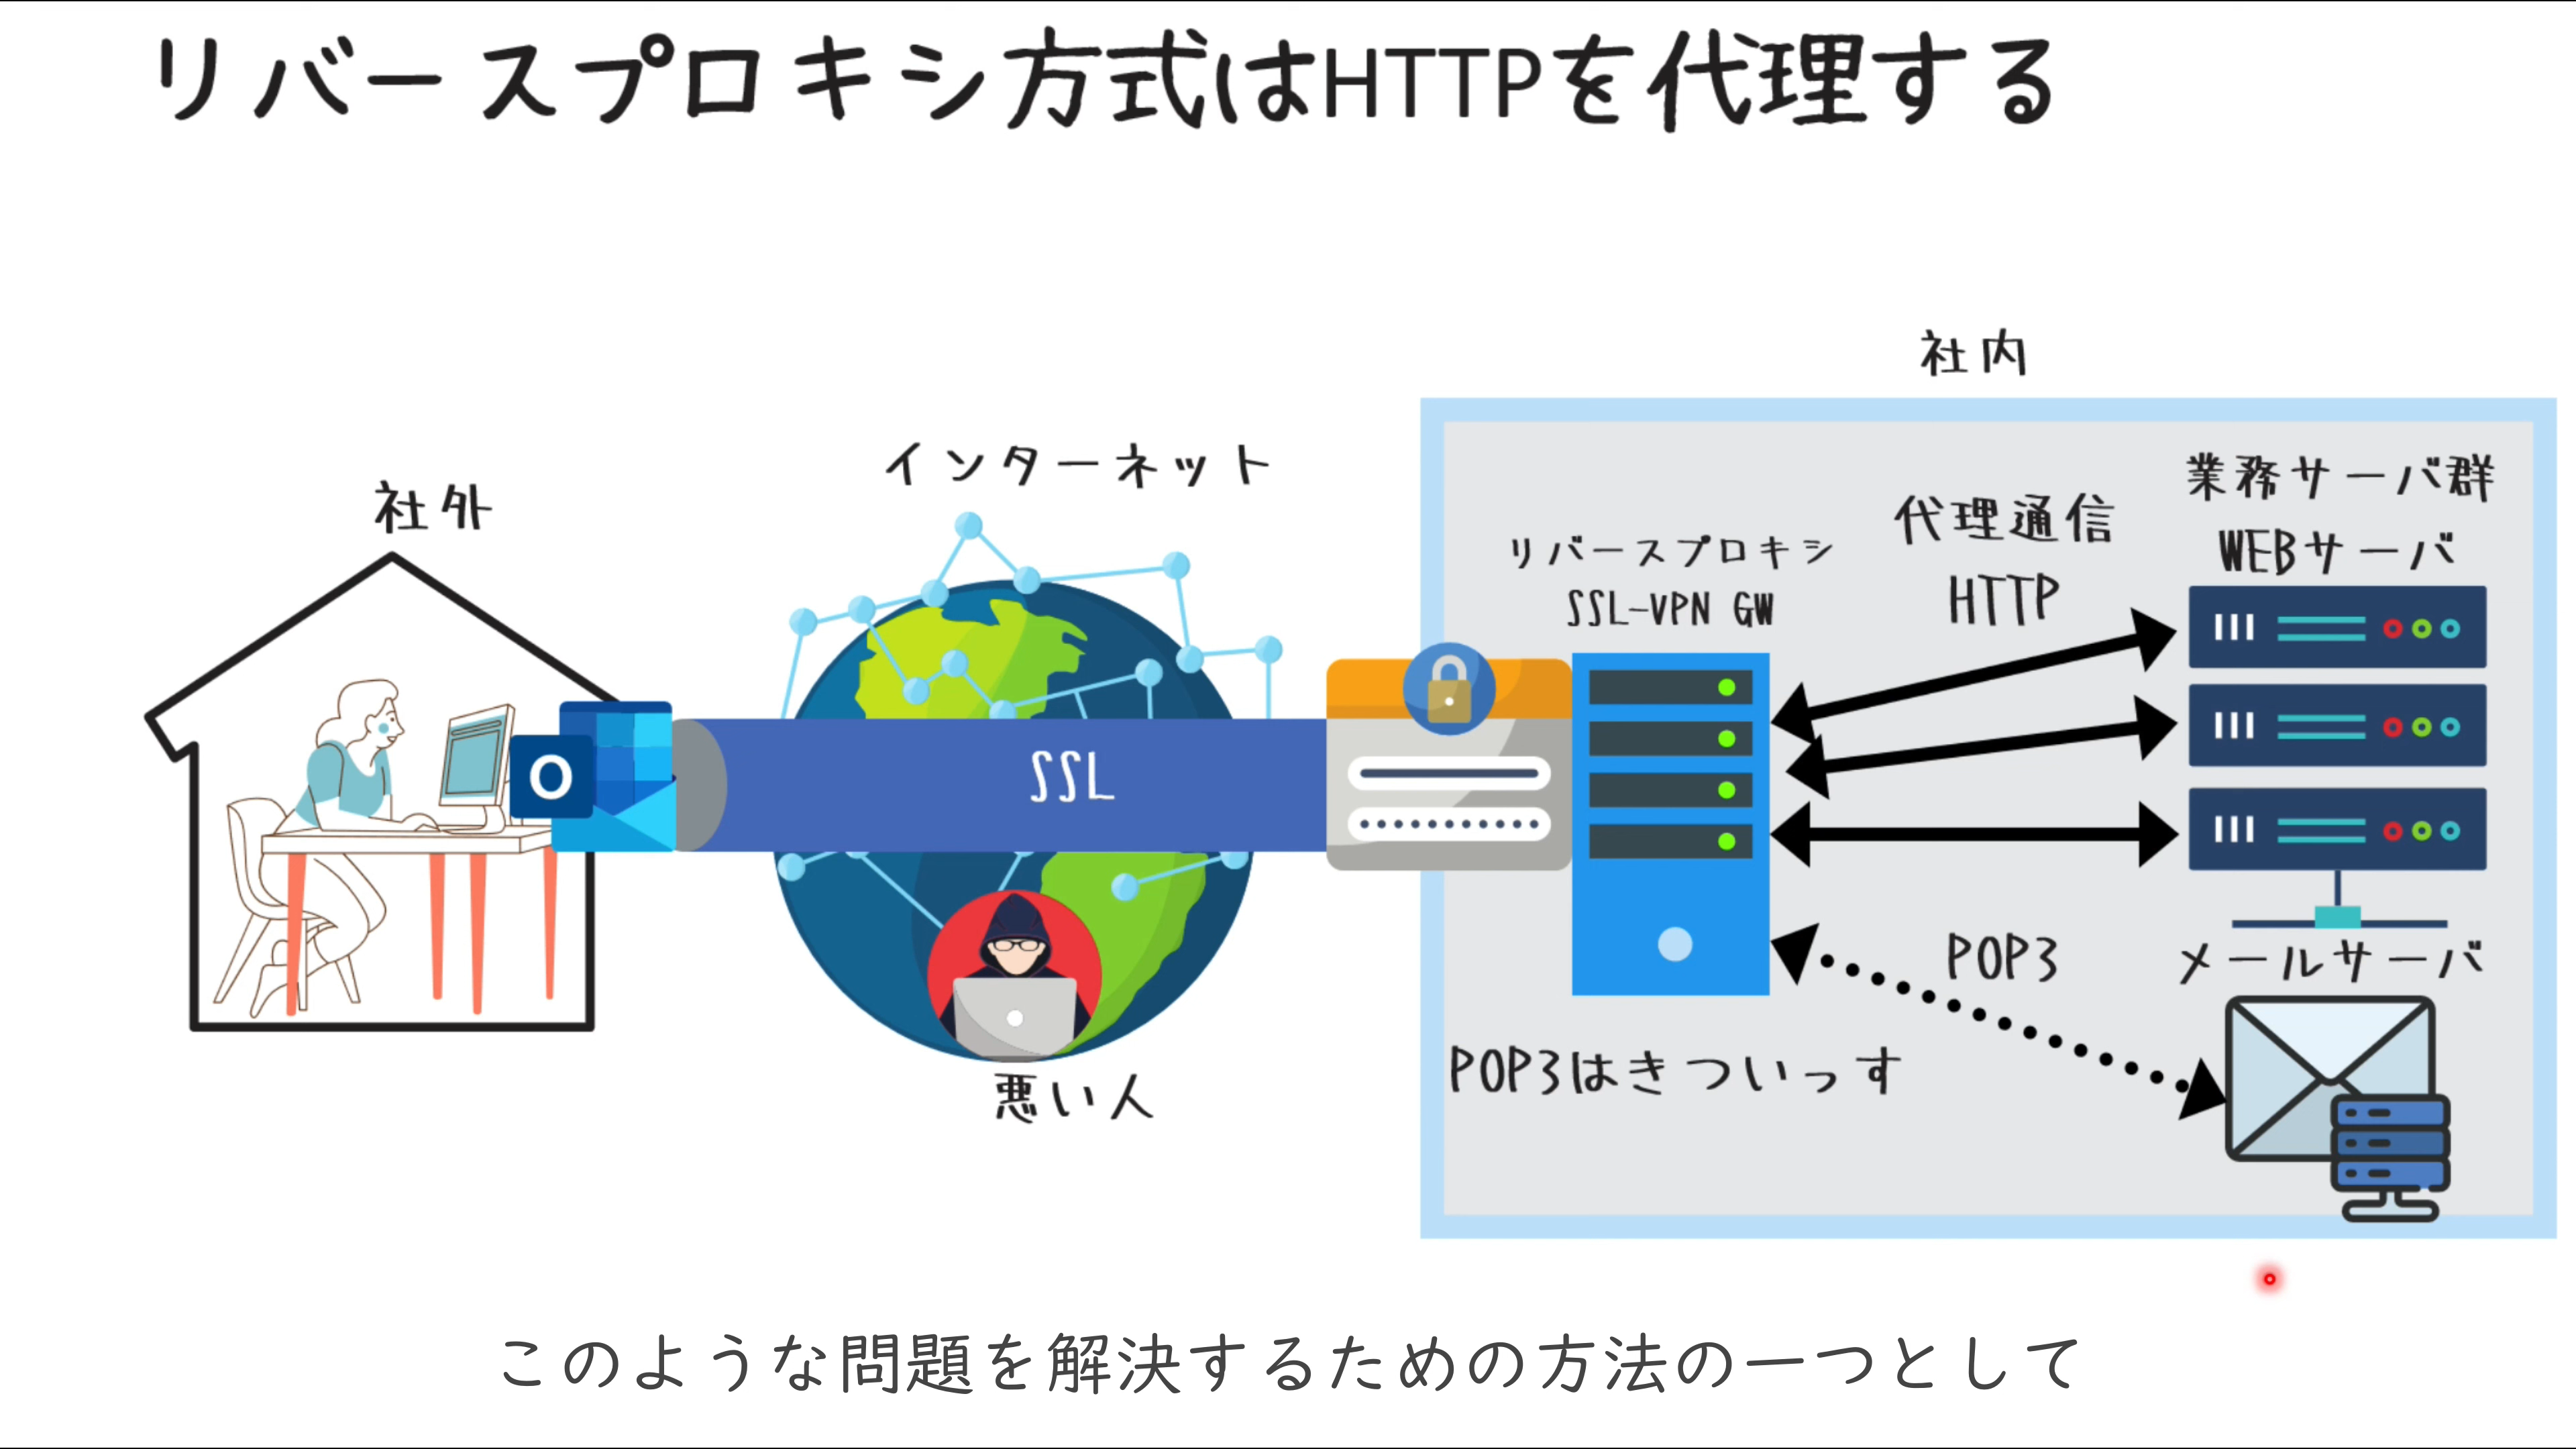 リバースプロキシ方式はHTTPを代理する
社内
インターネット
社外
業務サーバ群
WEBサーバ
代理通信
HTTP
リバースプロキシ
SSL-VPN GW
O
SSL
POP3
メールサーバ
POP3はきついっす
悪い人
このような問題を解決するための方法の一つとして